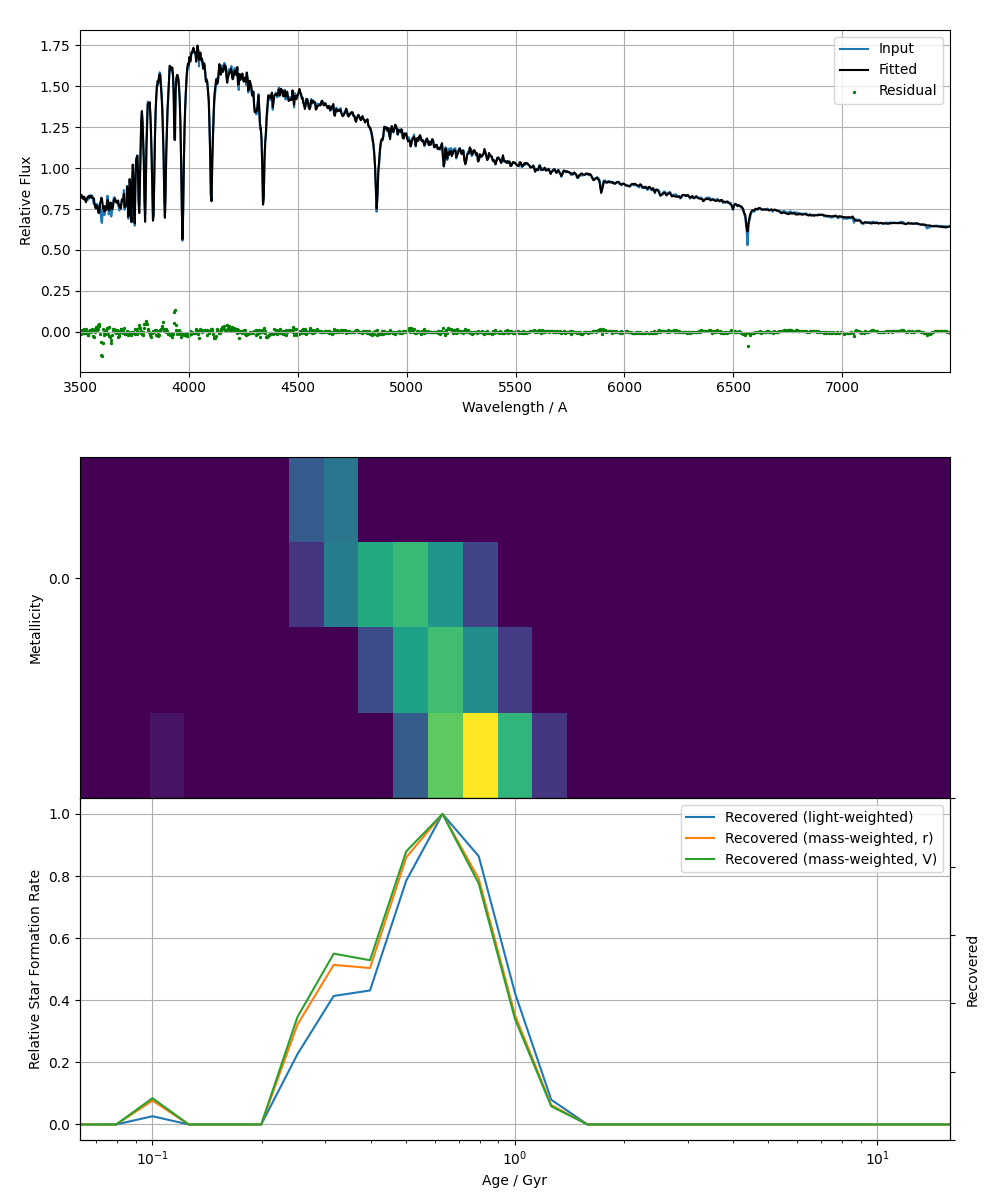 1.75
1.50
1.25
1.00
0.75
0.50
0.25
0.00
Relative Flux
Input
Fitted
Residual
3500
4000
4500
5000
5500
6000
6500
7000
Wavelength / A
0.0
Metallicity
1.0
0.8
0.6
0.4
0.2
0.0
Relative Star Formation Rate
Recovered (light-weighted)
Recovered (mass-weighted, r)
Recovered (mass-weighted, V)
Recovered
10⁻¹
10⁰
10¹
Age / Gyr